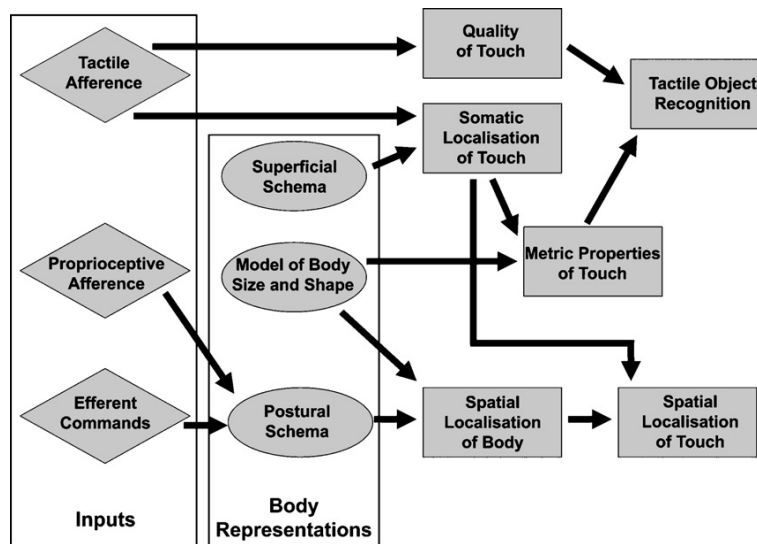 Tactile
Afference
Quality
of Touch
Tactile Object
Recognition
Somatic
Localisation
of Touch
Superficial
Schema
Proprioceptive
Afference
Model of Body
Size and Shape
Metric Properties
of Touch
Efferent
Commands
Postural
Schema
Spatial
Localisation
of Body
Spatial
Localisation
of Touch
Inputs
Body
Representations